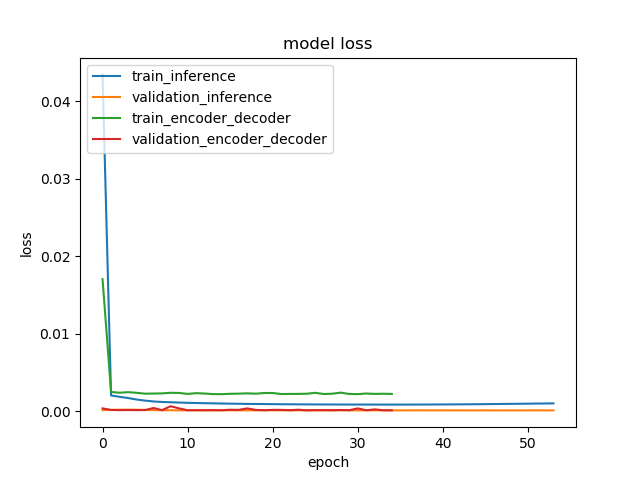 model loss
train_inference
validation_inference
train_encoder_decoder
validation_encoder_decoder
loss
0.04
0.03
0.02
0.01
0.00
0 10 20 30 40 50
epoch